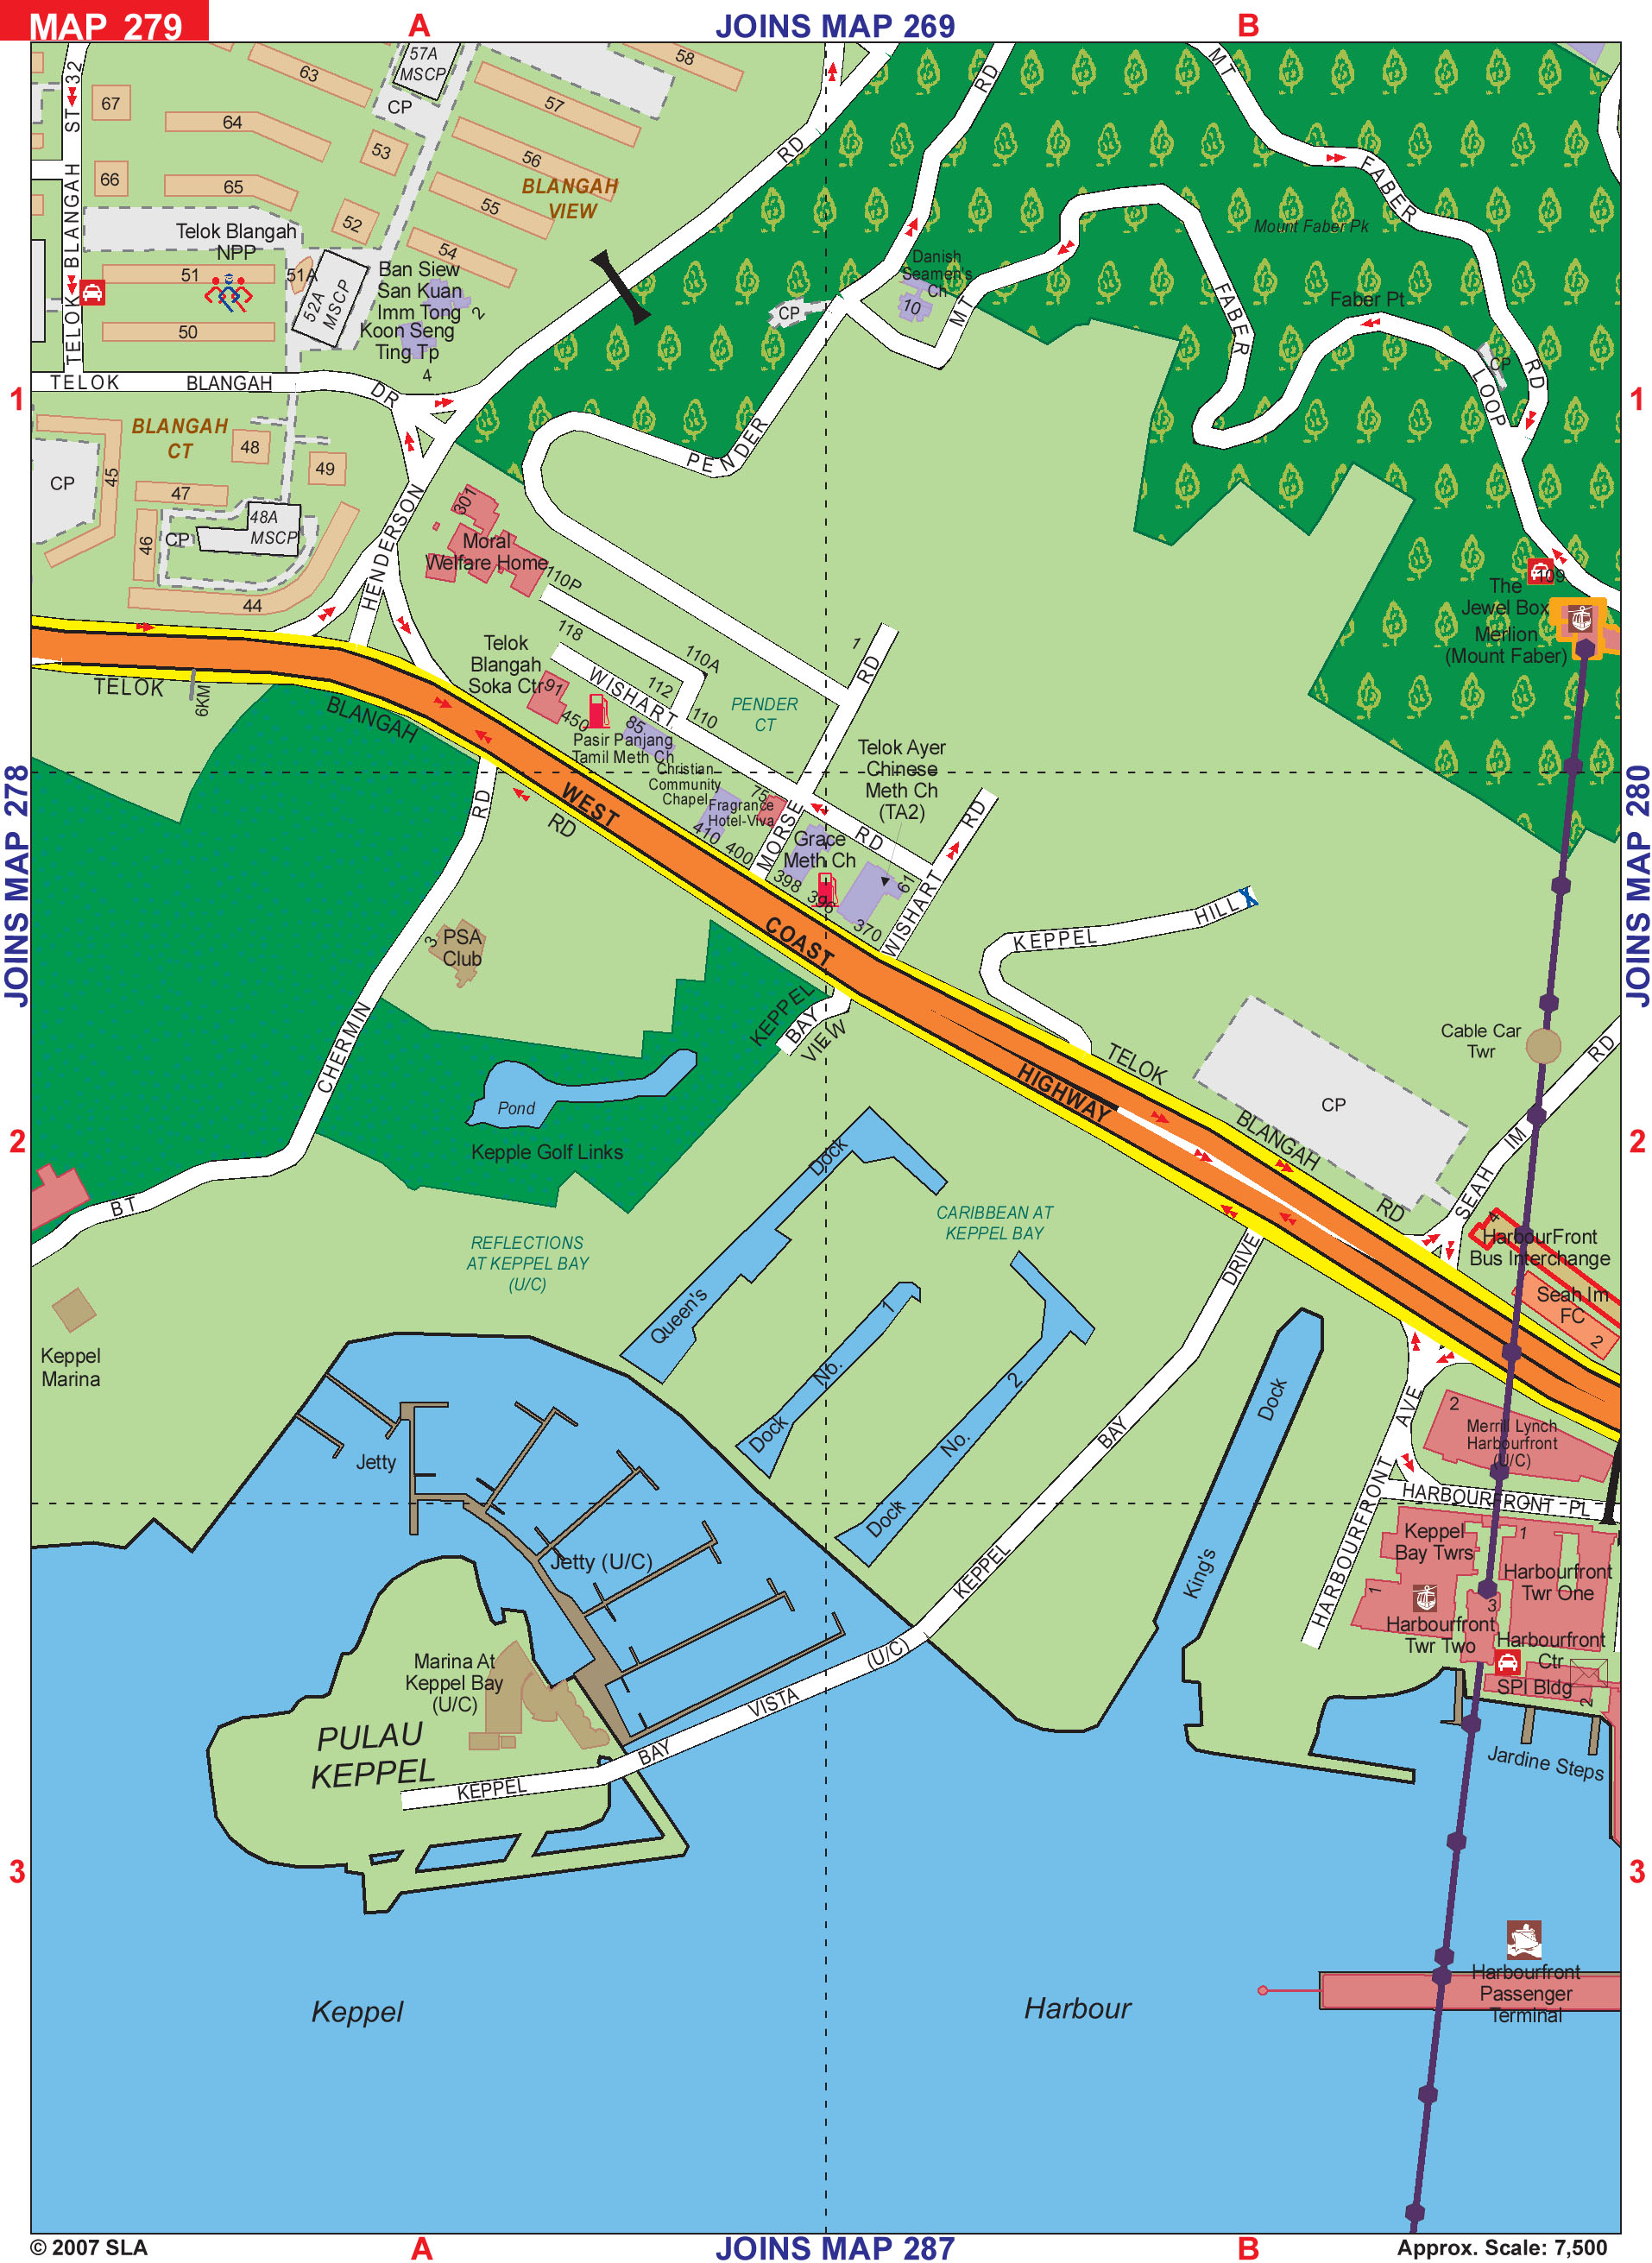 MAP 279
A
JOINS MAP 269
B
57A
MSCP
CP
63
58
57
67
64
53
56
66
65
55
52
54
BLANGAH
VIEW
TELOK BLANGAH ST 32
Telok Blangah
NPP
51
51A
50
52A
MSCP
Ban Siew
San Kuan
Imm Tong
2
Koon Seng
Ting Tp
4
RD
RD
MT
FABER
Mount Faber Pk
Danish
Seamen's
Ch
10
CP
MT
FABER
Faber Pt
CP
LOOP
RD
TELOK BLANGAH DR
1
1
BLANGAH
CT
48
49
45
CP
47
46
CP
48A
MSCP
44
HENDERSON
PENDER
301
Moral
Welfare Home
110P
118
110A
112
110
Telok
Blangah
Soka Ctr
91
450
85
WISHART
PENDER
CT
1
RD
109
The
Jewel Box
Merlion
(Mount Faber)
TELOK
6KM
BLANGAH
Pasir Panjang
Tamil Meth Ch
Christian
Community
Chapel
75
Fragrance
Hotel-Viva
410
400
MORSE
Telok Ayer
Chinese
Meth Ch
(TA2)
RD
RD
Grace
Meth Ch
398
61
370
WISHART
JOINS MAP 278
JOINS MAP 280
RD
WEST
RD
COAST
HIGHWAY
3
PSA
Club
KEPPEL
HILL
KEPPEL
BAY
VIEW
CHERMIN
BT
Pond
Kepple Golf Links
TELOK
BLANGAH
RD
CP
Cable Car
Twr
RD
IM
SEAH
2
2
Dock
Queen's
CARIBBEAN AT
KEPPEL BAY
REFLECTIONS
AT KEPPEL BAY
(U/C)
4
HarbourFront
Bus Interchange
Seah Im
FC
2
DRIVE
BAY
KEPPEL
Dock No. 1
Dock No. 2
King's
Dock
Keppel
Marina
Jetty
Jetty (U/C)
HARBOURFRONT AVE
2
Merrill Lynch
Harbourfront
(U/C)
HARBOURFRONT PL
Keppel
Bay Twrs
1
1
Harbourfront
Twr One
3
Harbourfront
Twr Two
Harbourfront
Ctr
SPI Bldg
2
Jardine Steps
Marina At
Keppel Bay
(U/C)
PULAU
KEPPEL
KEPPEL BAY VISTA (U/C)
3
3
Keppel
Harbour
Harbourfront
Passenger
Terminal
© 2007 SLA
A
JOINS MAP 287
B
Approx. Scale: 7,500